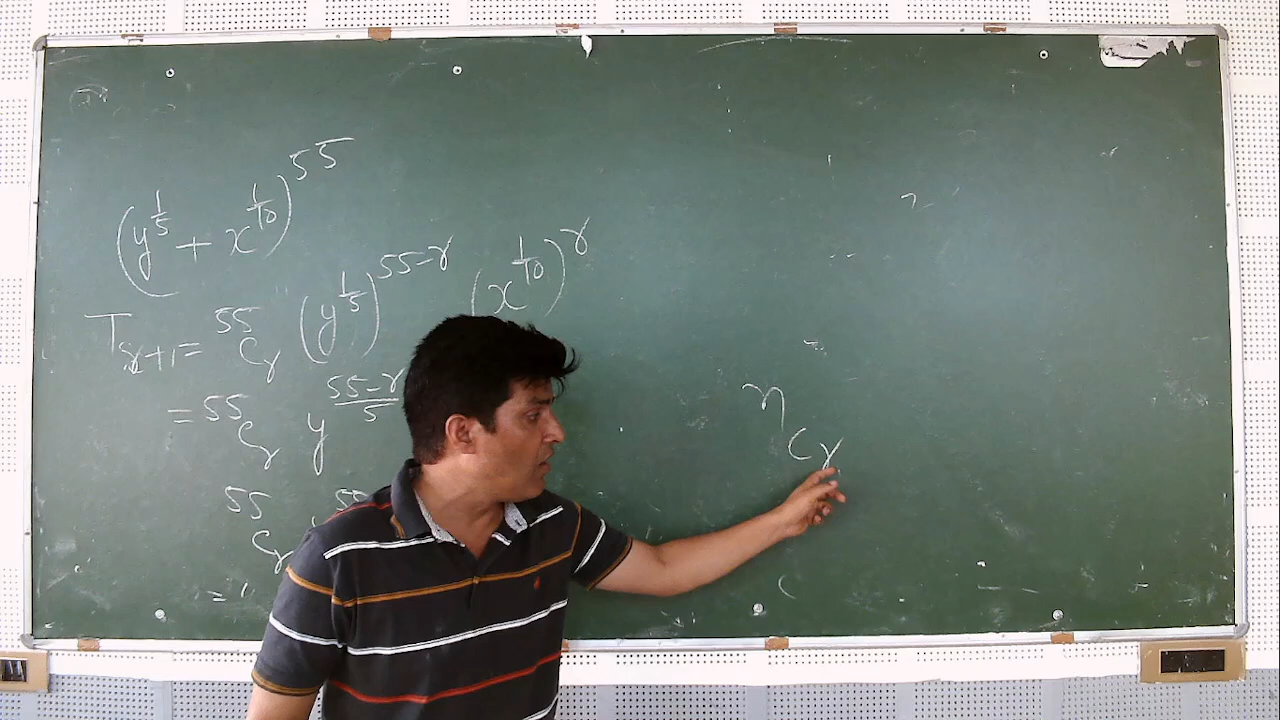 (y^{1/5} + x^{1/10})^{55}
T_{r+1} = ^{55}C_r (y^{1/5})^{55-r} (x^{1/10})^r
= ^{55}C_r y^{\frac{55-r}{5}}
^{55}C_r
=
^nC_r